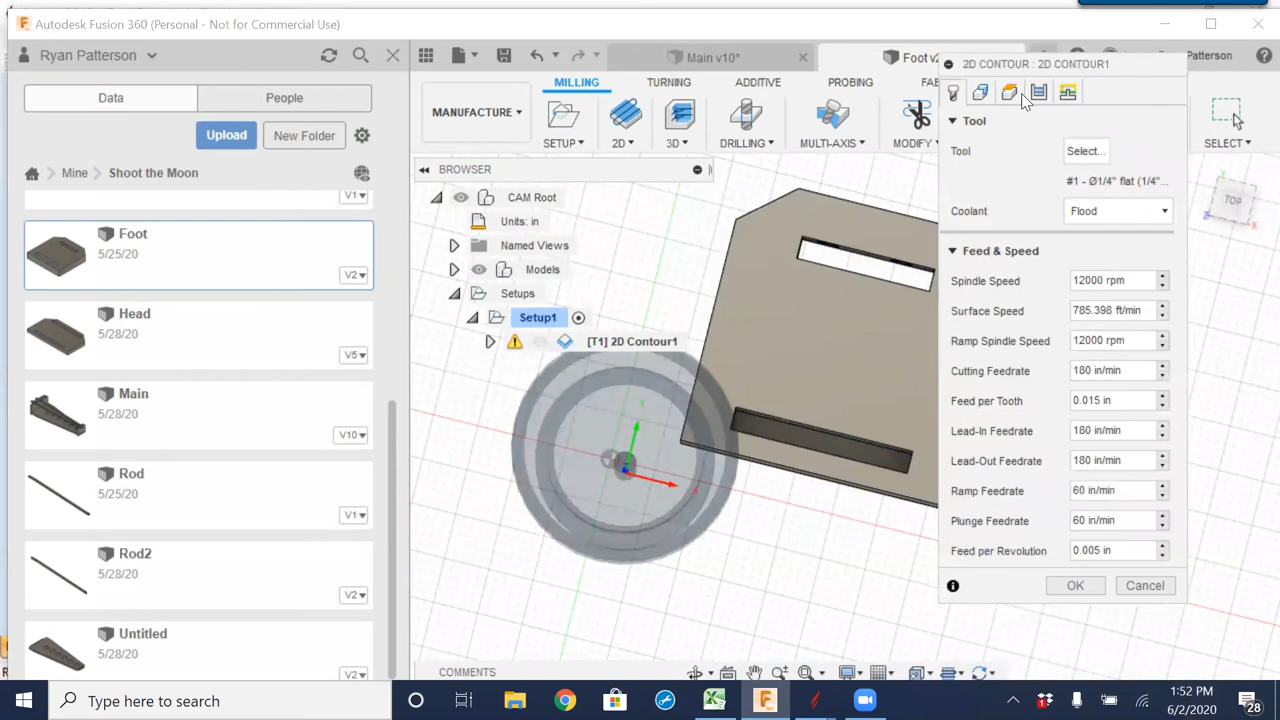 Autodesk Fusion 360 (Personal - Not for Commercial Use)
Ryan Patterson
Main v10*
Foot v2
Ryan Patterson
Data
People
Upload
New Folder
Mine
Shoot the Moon
V1
Foot
5/25/20
V2
Head
5/28/20
V5
Main
5/28/20
V10
Rod
5/25/20
V1
Rod2
5/28/20
V2
Untitled
5/28/20
V2
MILLING
TURNING
ADDITIVE
PROBING
FAB
MANUFACTURE
SETUP
2D
3D
DRILLING
MULTI-AXIS
MODIFY
SELECT
BROWSER
CAM Root
Units: in
Named Views
Models
Setups
Setup1
[T1] 2D Contour1
TOP
2D CONTOUR : 2D CONTOUR1
Tool
Tool
Select...
#1 - Ø1/4" flat (1/4"...
Coolant
Flood
Feed & Speed
Spindle Speed
12000 rpm
Surface Speed
785.398 ft/min
Ramp Spindle Speed
12000 rpm
Cutting Feedrate
180 in/min
Feed per Tooth
0.015 in
Lead-In Feedrate
180 in/min
Lead-Out Feedrate
180 in/min
Ramp Feedrate
60 in/min
Plunge Feedrate
60 in/min
Feed per Revolution
0.005 in
OK
Cancel
COMMENTS
Type here to search
1:52 PM
6/2/2020
28